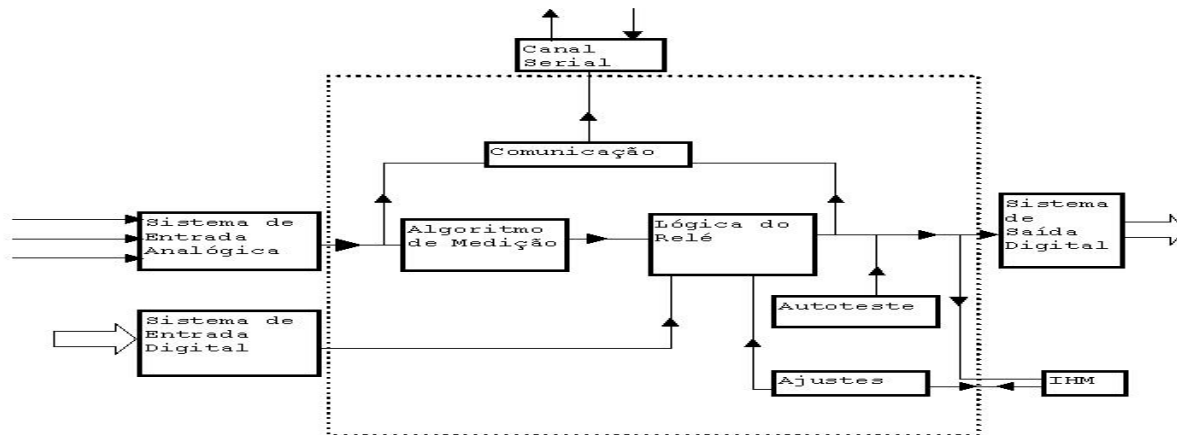 Canal
Serial
Comunicação
Sistema de
Entrada
Analógica
Algoritmo
de Medição
Lógica do
Relé
Sistema
de
Saída
Digital
Autoteste
Sistema de
Entrada
Digital
Ajustes
IHM